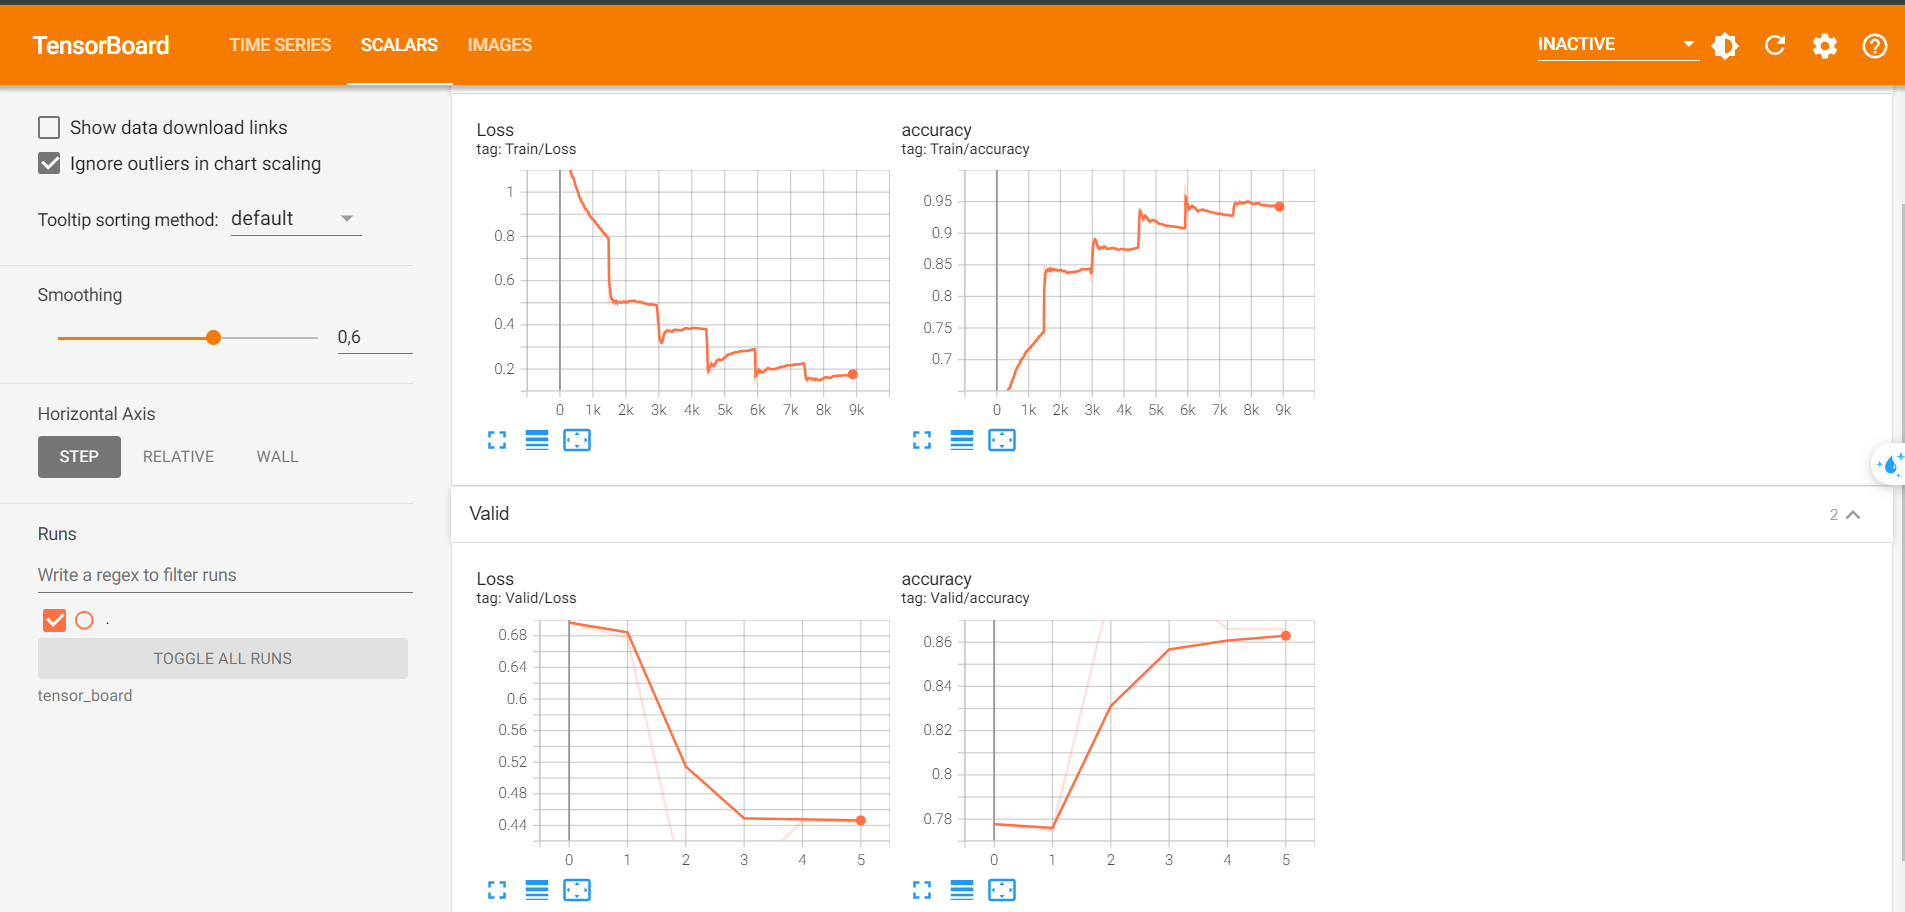 TensorBoard
TIME SERIES
SCALARS
IMAGES
INACTIVE
Show data download links
Ignore outliers in chart scaling
Tooltip sorting method:
default
Smoothing
0,6
Horizontal Axis
STEP
RELATIVE
WALL
Runs
Write a regex to filter runs
.
TOGGLE ALL RUNS
tensor_board
Loss
tag: Train/Loss
1
0.8
0.6
0.4
0.2
0 1k 2k 3k 4k 5k 6k 7k 8k 9k
accuracy
tag: Train/accuracy
0.95
0.9
0.85
0.8
0.75
0.7
0 1k 2k 3k 4k 5k 6k 7k 8k 9k
Valid
2
Loss
tag: Valid/Loss
0.68
0.64
0.6
0.56
0.52
0.48
0.44
0 1 2 3 4 5
accuracy
tag: Valid/accuracy
0.86
0.84
0.82
0.8
0.78
0 1 2 3 4 5